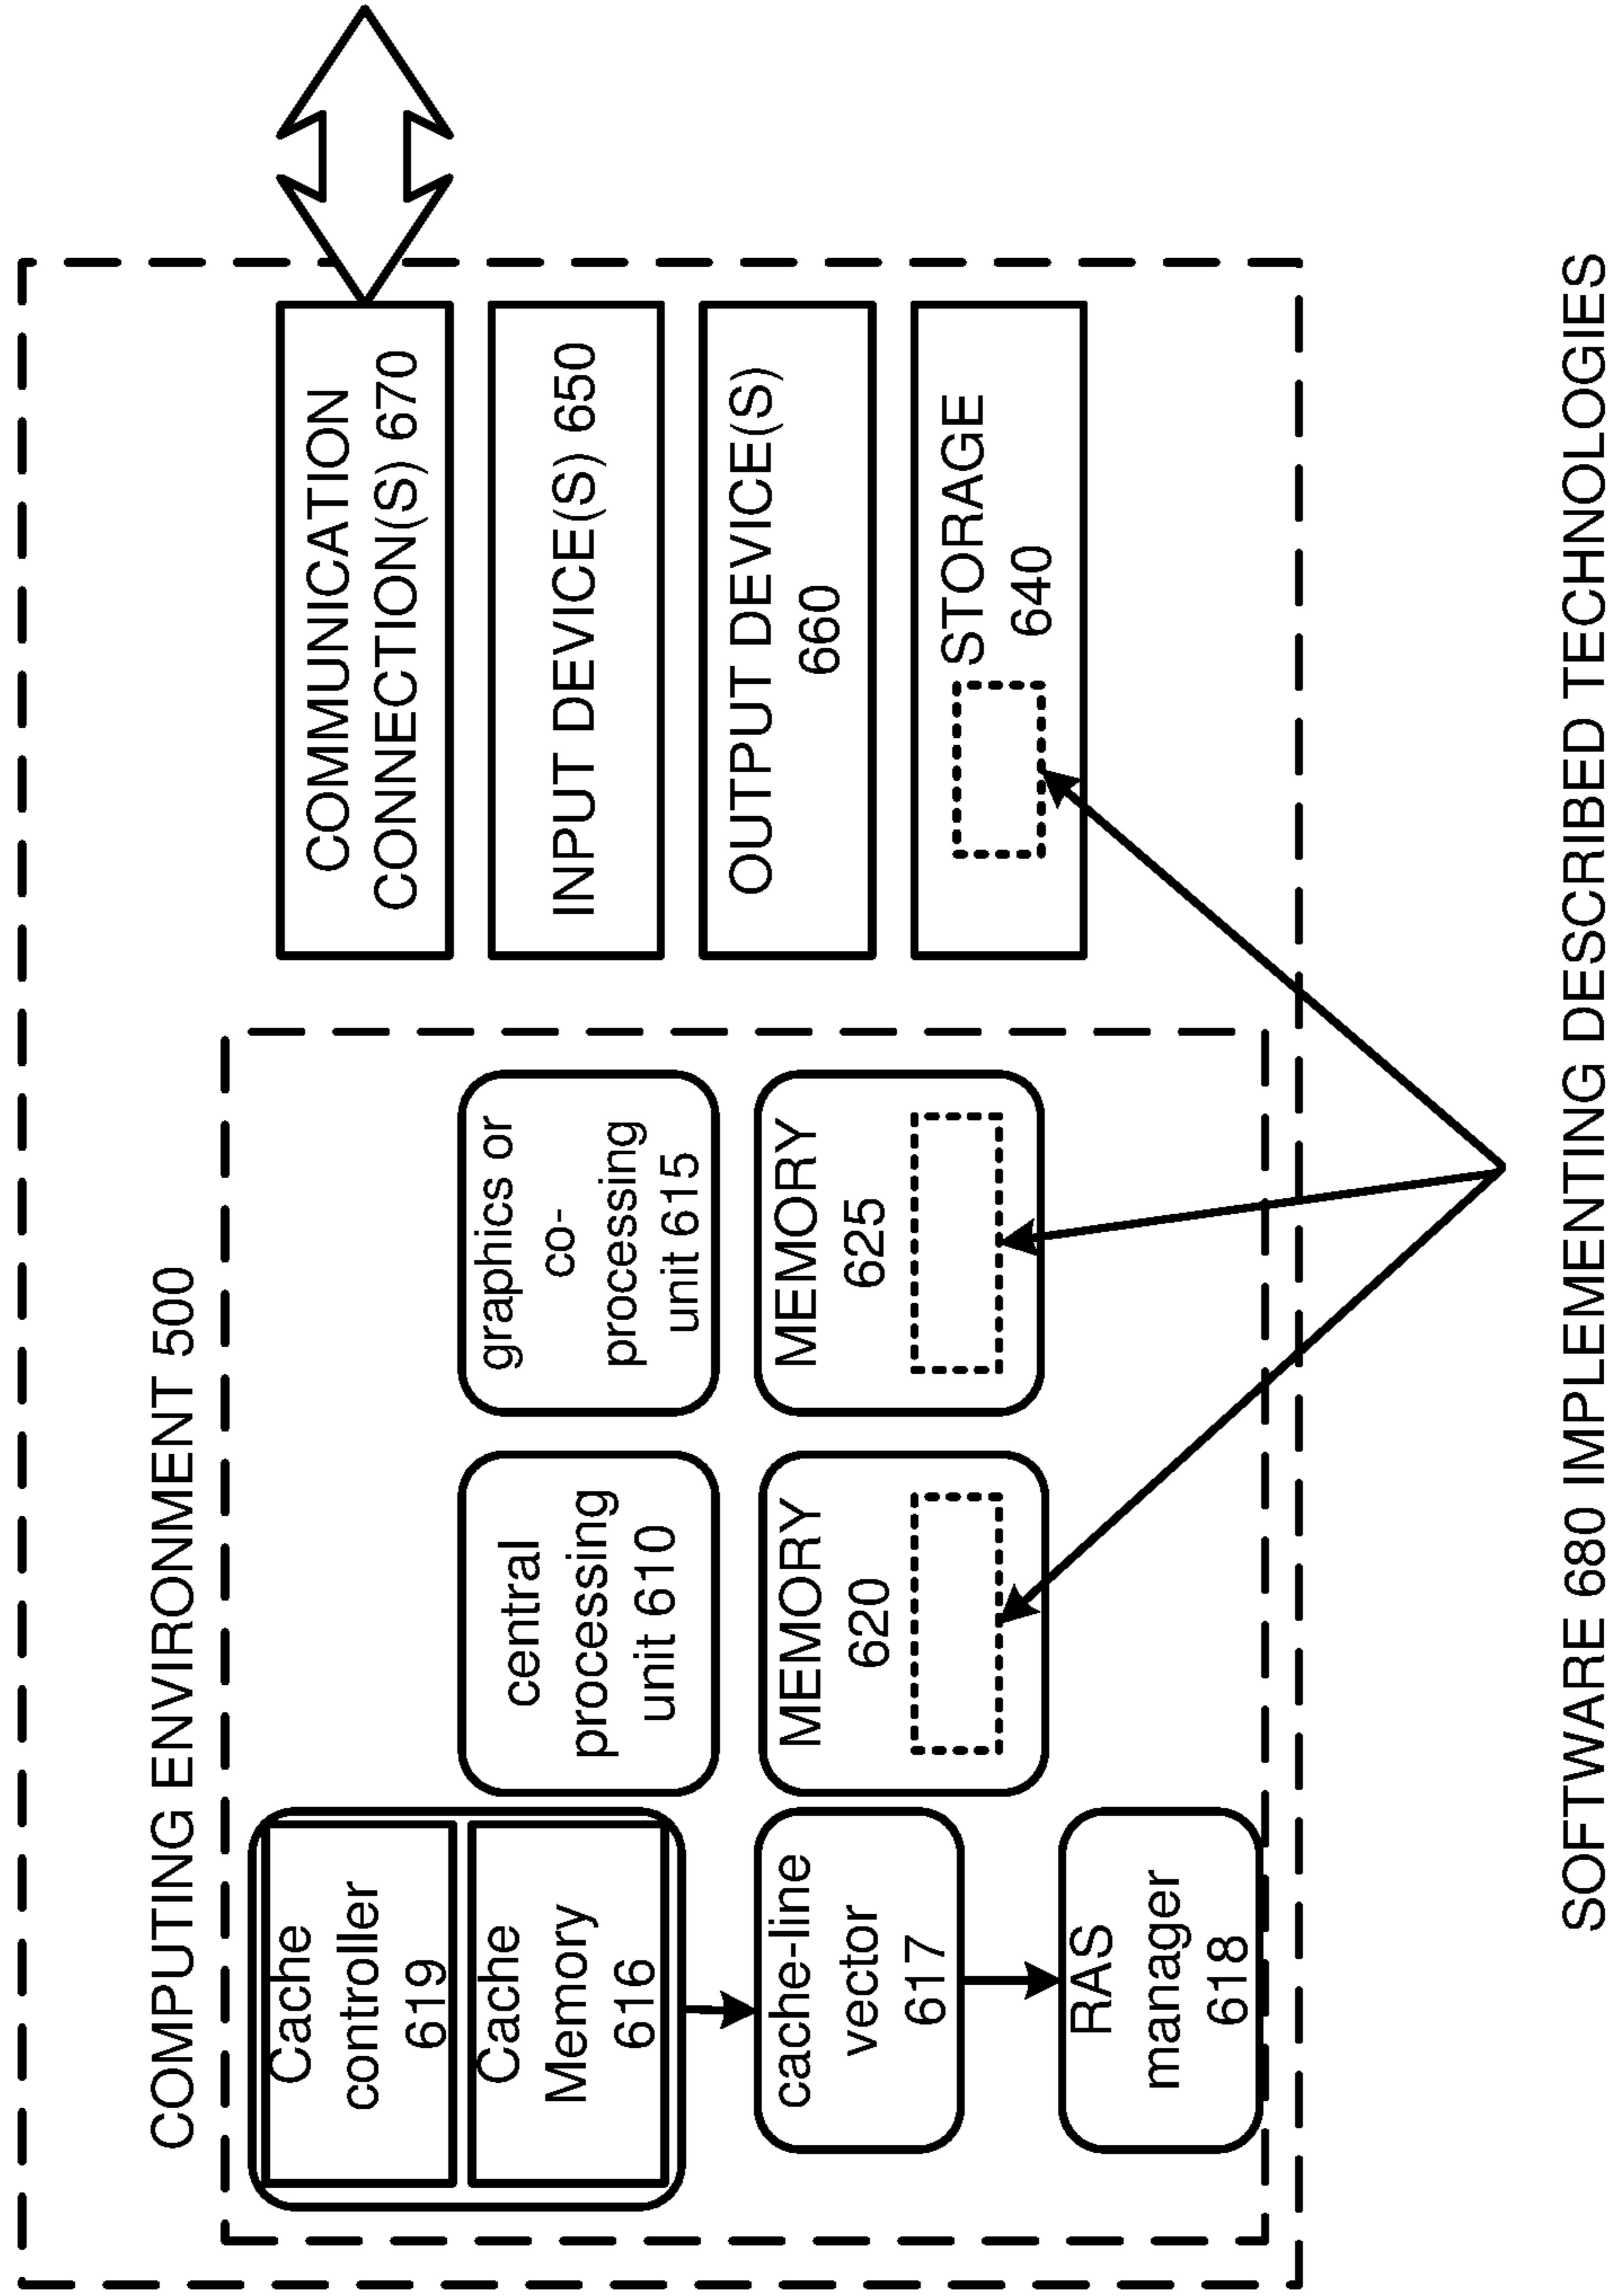 COMPUTING ENVIRONMENT 500
Cache
controller
619
Cache
Memory
616
cache-line
vector
617
RAS
manager
618
central
processing
unit 610
MEMORY
620
graphics or
co-
processing
unit 615
MEMORY
625
COMMUNICATION
CONNECTION(S) 670
INPUT DEVICE(S) 650
OUTPUT DEVICE(S)
660
STORAGE
640
SOFTWARE 680 IMPLEMENTING DESCRIBED TECHNOLOGIES